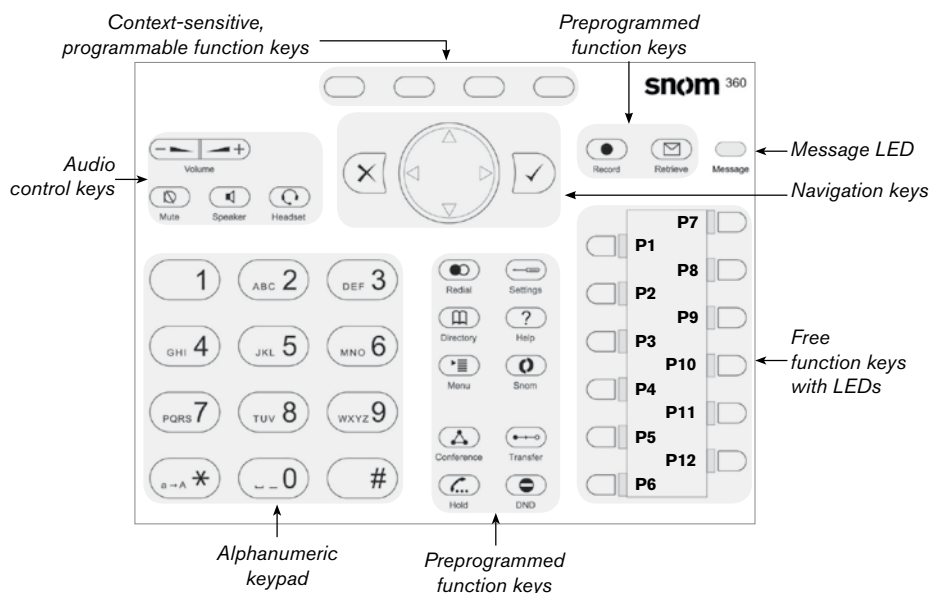 Context-sensitive,
programmable function keys
Preprogrammed
function keys
snom 360
Audio
control keys
Volume
Mute Speaker Headset
Record Retrieve Message
Message LED
Navigation keys
1 ABC 2 DEF 3
GHI 4 JKL 5 MNO 6
PQRS 7 TUV 8 WXYZ 9
a→A * _ _ 0 #
Redial Settings
? 
Directory Help
Menu Snom
Conference Transfer
Hold DND
P7
P1
P8
P2
P9
P3
P10
P4
P11
P5
P12
P6
Free
function keys
with LEDs
Alphanumeric
keypad
Preprogrammed
function keys